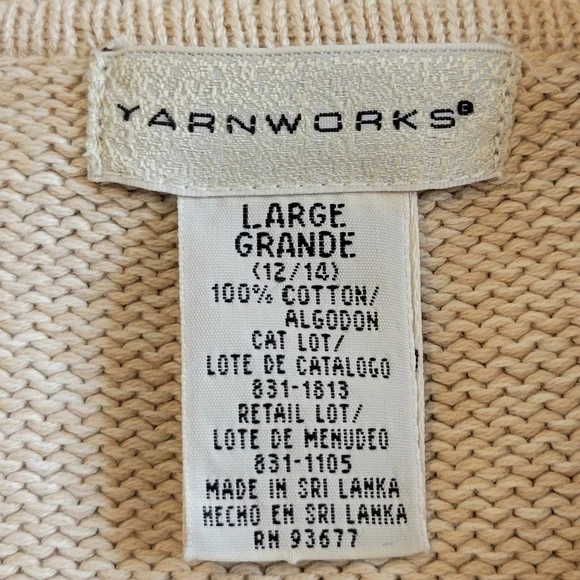 YARNWORKS®
LARGE
GRANDE
(12/14)
100% COTTON/
ALGODON
CAT LOT/
LOTE DE CATALOGO
831-1813
RETAIL LOT/
LOTE DE MENUDEO
831-1105
MADE IN SRI LANKA
HECHO EN SRI LANKA
RN 93677